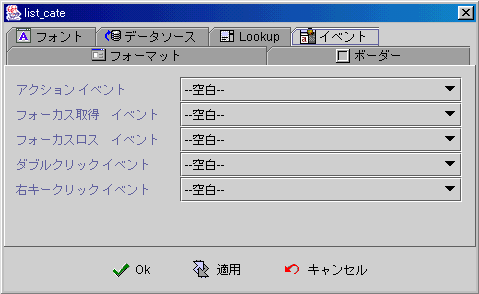 list_cate
フォント データソース Lookup イベント
フォーマット ボーダー
アクションイベント --空白--
フォーカス取得 イベント --空白--
フォーカスロス イベント --空白--
ダブルクリックイベント --空白--
右キークリックイベント --空白--
Ok 適用 キャンセル